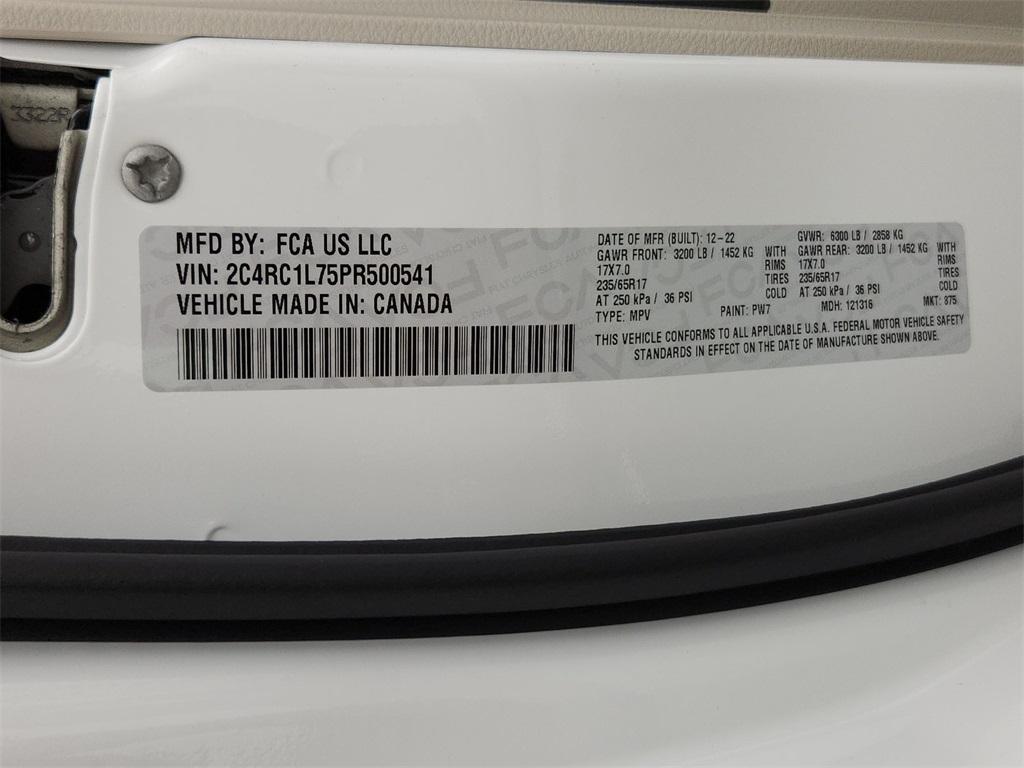 3322R
MFD BY: FCA US LLC
VIN: 2C4RC1L75PR500541
VEHICLE MADE IN: CANADA
DATE OF MFR (BUILT): 12-22
GAWR FRONT: 3200 LB / 1452 KG WITH
17X7.0 RIMS
235/65R17 TIRES
AT 250 kPa / 36 PSI COLD
TYPE: MPV PAINT: PW7
GVWR: 6300 LB / 2858 KG
GAWR REAR: 3200 LB / 1452 KG WITH
17X7.0 RIMS
235/65R17 TIRES
AT 250 kPa / 36 PSI COLD
MDH: 121316 MKT: 875
THIS VEHICLE CONFORMS TO ALL APPLICABLE U.S.A. FEDERAL MOTOR VEHICLE SAFETY
STANDARDS IN EFFECT ON THE DATE OF MANUFACTURE SHOWN ABOVE.